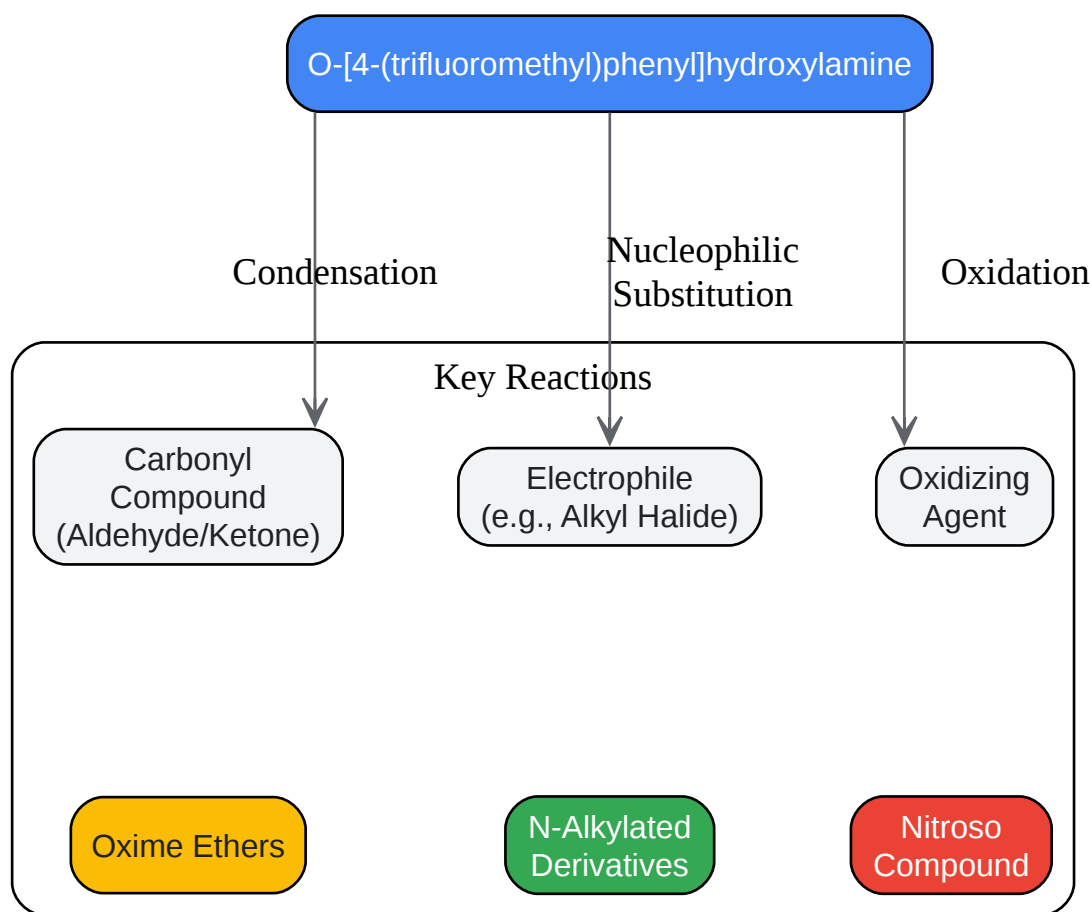 O-[4-(trifluoromethyl)phenyl]hydroxylamine
Condensation
Nucleophilic
Substitution
Oxidation
Key Reactions
Carbonyl
Compound
(Aldehyde/Ketone)
Electrophile
(e.g., Alkyl Halide)
Oxidizing
Agent
Oxime Ethers
N-Alkylated
Derivatives
Nitroso
Compound